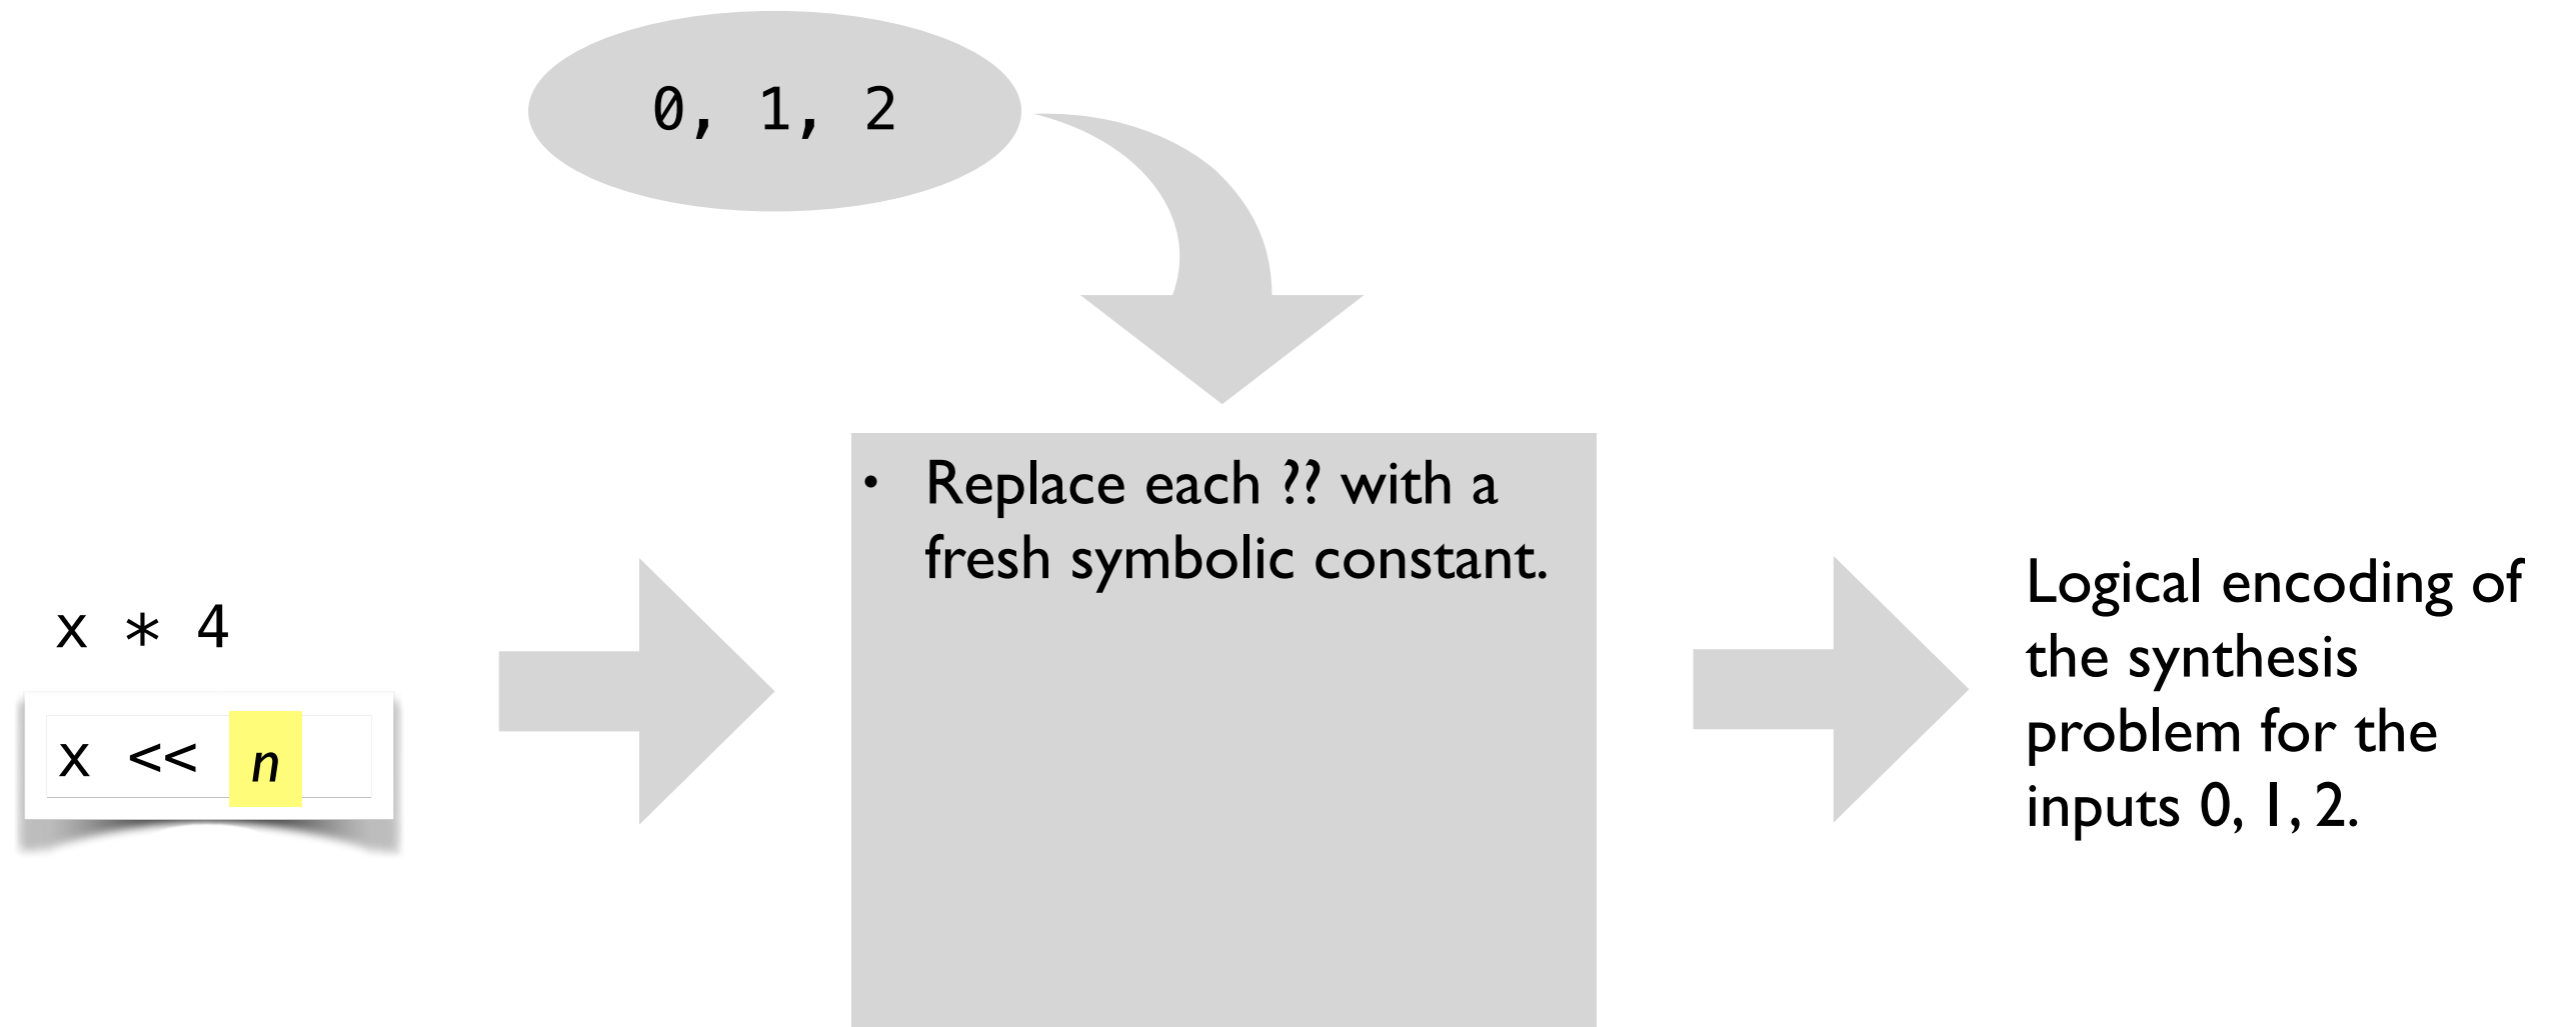 0, 1, 2
• Replace each ?? with a
fresh symbolic constant.
x * 4
x << n
Logical encoding of
the synthesis
problem for the
inputs 0, 1, 2.